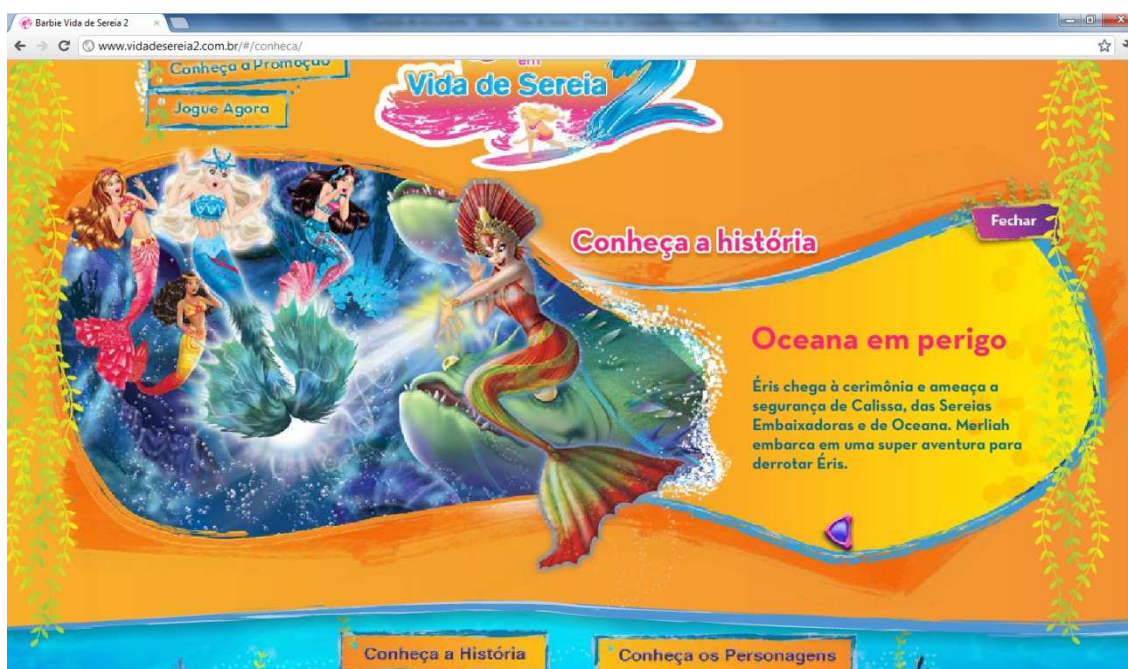 Barbie Vida de Sereia 2
www.vidadesereia2.com.br/#/conheca/
Conheça a Promoção
Jogue Agora
em
Vida de Sereia
2
Conheça a história
Fechar
Oceana em perigo
Éris chega à cerimônia e ameaça a
segurança de Calissa, das Sereias
Embaixadoras e de Oceana. Merliah
embarca em uma super aventura para
derrotar Éris.
Conheça a História
Conheça os Personagens